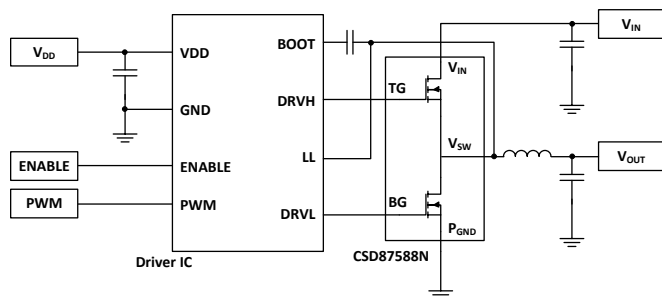 V_DD
ENABLE
PWM
VDD
GND
ENABLE
PWM
BOOT
DRVH
LL
DRVL
Driver IC
TG
BG
V_IN
V_SW
P_GND
CSD87588N
V_IN
V_OUT